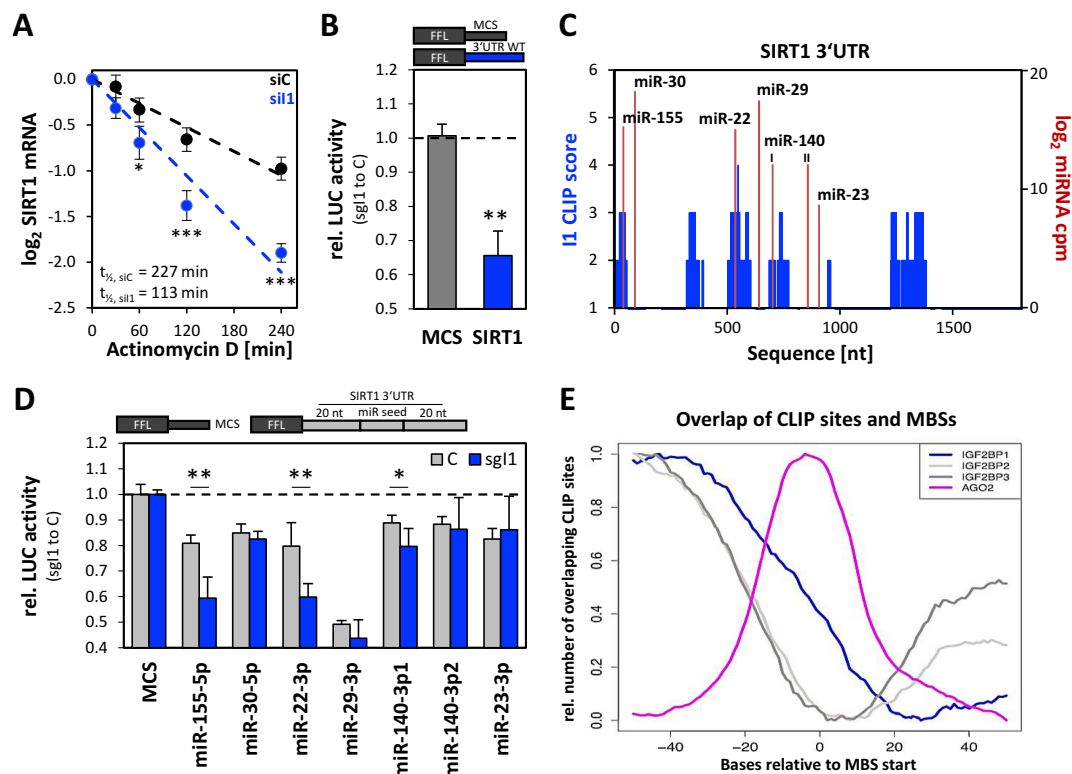 A
siC
siI1
log2 SIRT1 mRNA
0.0
-0.5
-1.0
-1.5
-2.0
-2.5
*
***
***
t½, siC = 227 min
t½, siI1 = 113 min
0 60 120 180 240
Actinomycin D [min]
B
FFL MCS
FFL 3‘UTR WT
rel. LUC activity
(sgI1 to C)
1.2
1.1
1.0
0.9
0.8
0.7
0.6
0.5
**
MCS SIRT1
C
SIRT1 3‘UTR
I1 CLIP score
6
5
4
3
2
1
miR-30
miR-155
miR-22
miR-29
miR-140
I II
miR-23
20
10
0
log2 miRNA cpm
0 500 1000 1500
Sequence [nt]
D
SIRT1 3‘UTR
FFL MCS
FFL 20 nt miR seed 20 nt
C sgI1
rel. LUC activity
(sgI1 to C)
1.2
1.1
1.0
0.9
0.8
0.6
0.5
0.4
** ** *
MCS
miR-155-5p
miR-30-5p
miR-22-3p
miR-29-3p
miR-140-3p1
miR-140-3p2
miR-23-3p
E
Overlap of CLIP sites and MBSs
rel. number of overlapping CLIP sites
1.0
0.8
0.6
0.4
0.2
0.0
IGF2BP1
IGF2BP2
IGF2BP3
AGO2
−40 −20 0 20 40
Bases relative to MBS start